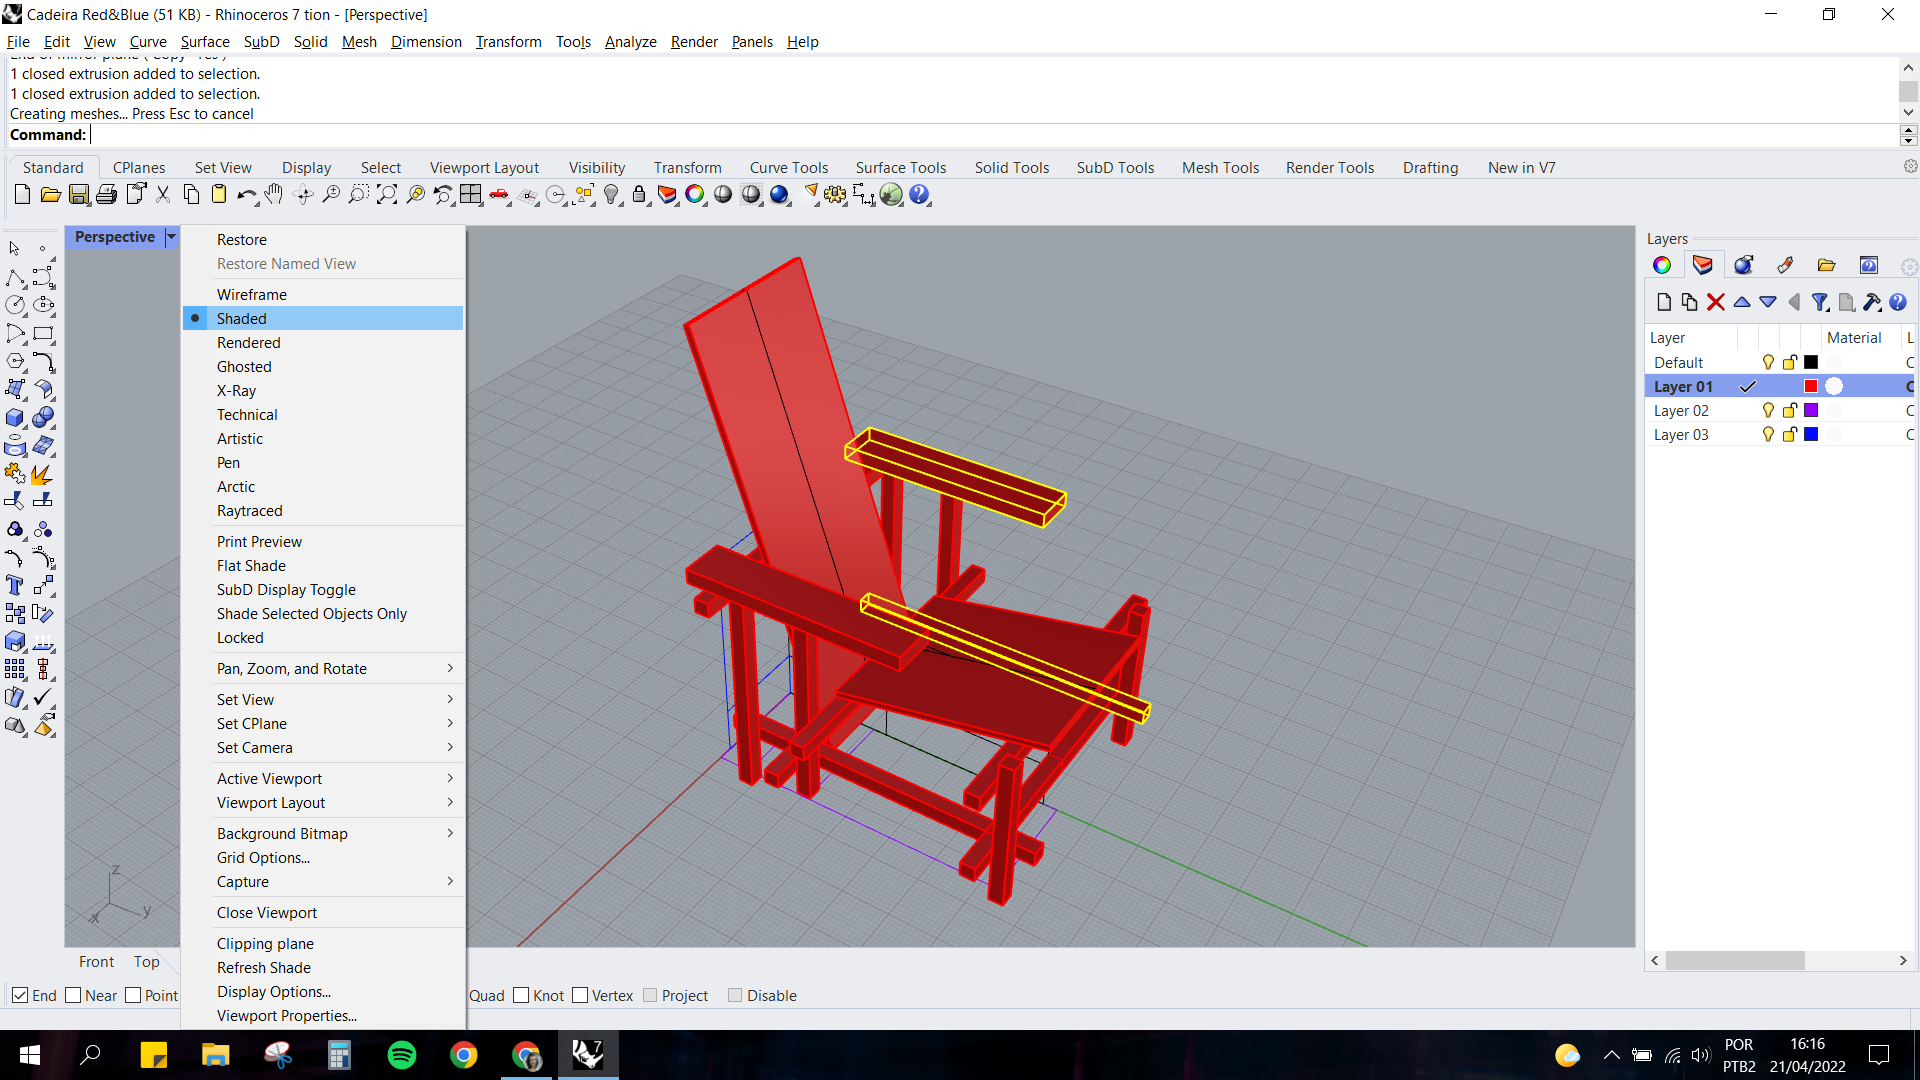 Cadeira Red&Blue (51 KB) - Rhinoceros 7 tion - [Perspective]
File Edit View Curve Surface SubD Solid Mesh Dimension Transform Tools Analyze Render Panels Help
End of mirror plane ( Copy=Yes )
1 closed extrusion added to selection.
1 closed extrusion added to selection.
Creating meshes... Press Esc to cancel
Command:
Standard CPlanes Set View Display Select Viewport Layout Visibility Transform Curve Tools Surface Tools Solid Tools SubD Tools Mesh Tools Render Tools Drafting New in V7
Perspective
Restore
Restore Named View
Wireframe
Shaded
Rendered
Ghosted
X-Ray
Technical
Artistic
Pen
Arctic
Raytraced
Print Preview
Flat Shade
SubD Display Toggle
Shade Selected Objects Only
Locked
Pan, Zoom, and Rotate
Set View
Set CPlane
Set Camera
Active Viewport
Viewport Layout
Background Bitmap
Grid Options...
Capture
Close Viewport
Clipping plane
Refresh Shade
Display Options...
Viewport Properties...
z
x
y
Layers
Layer Material L
Default C
Layer 01 C
Layer 02 C
Layer 03 C
Front Top
End Near Point Quad Knot Vertex Project Disable
7
POR
PTB2
16:16
21/04/2022